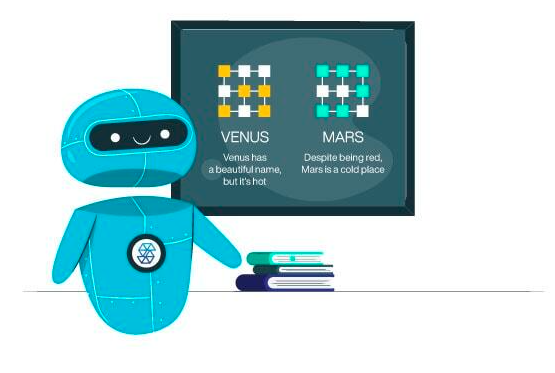 VENUS
Venus has
a beautiful name,
but it's hot
MARS
Despite being red,
Mars is a cold place